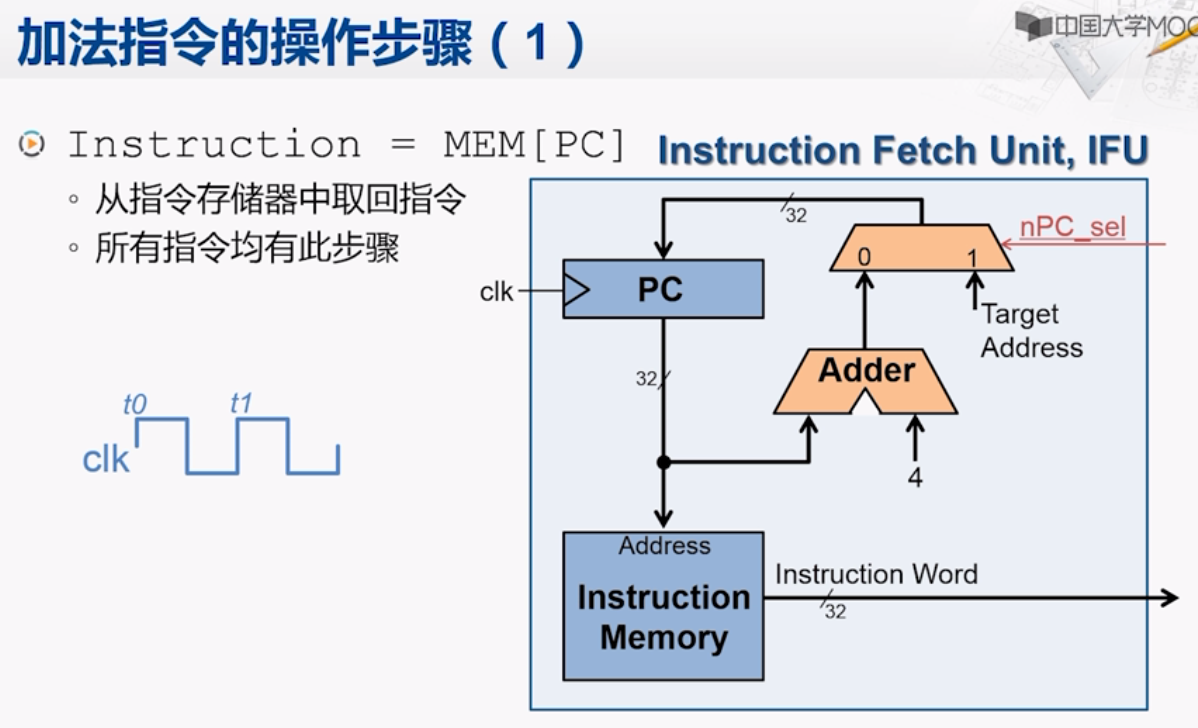 加法指令的操作步骤（1）
中国大学MOO
Instruction = MEM[PC]
从指令存储器中取回指令
所有指令均有此步骤
Instruction Fetch Unit, IFU
32
nPC_sel
0
1
clk
PC
Target
Address
Adder
32
4
t0
t1
clk
Address
Instruction
Memory
Instruction Word
32